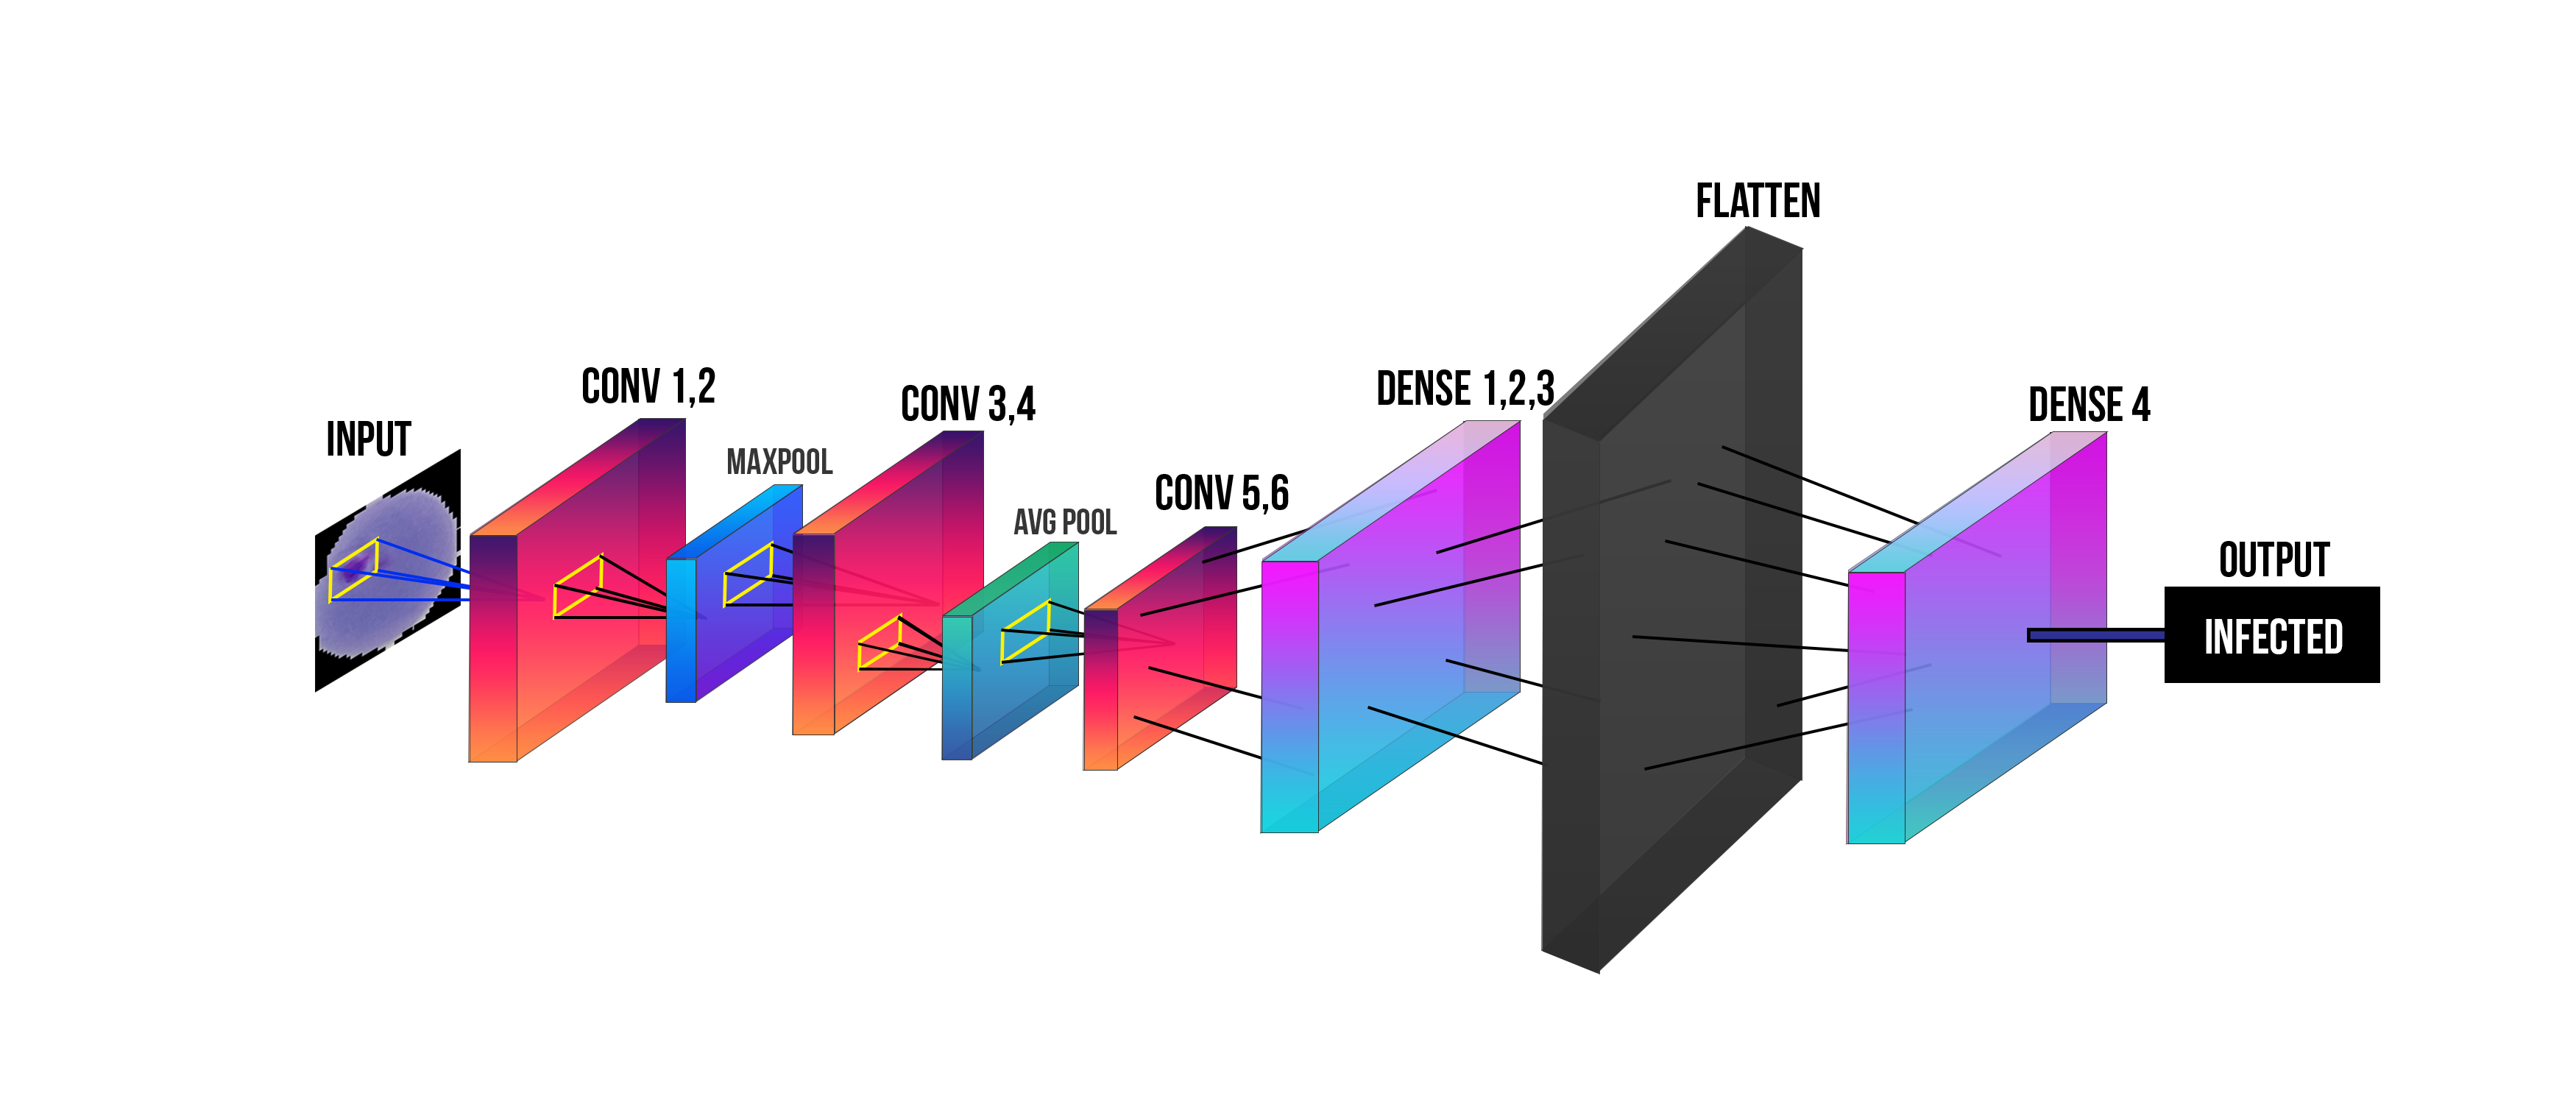 INPUT
CONV 1,2
MAXPOOL
CONV 3,4
AVG POOL
CONV 5,6
DENSE 1,2,3
FLATTEN
DENSE 4
OUTPUT
INFECTED